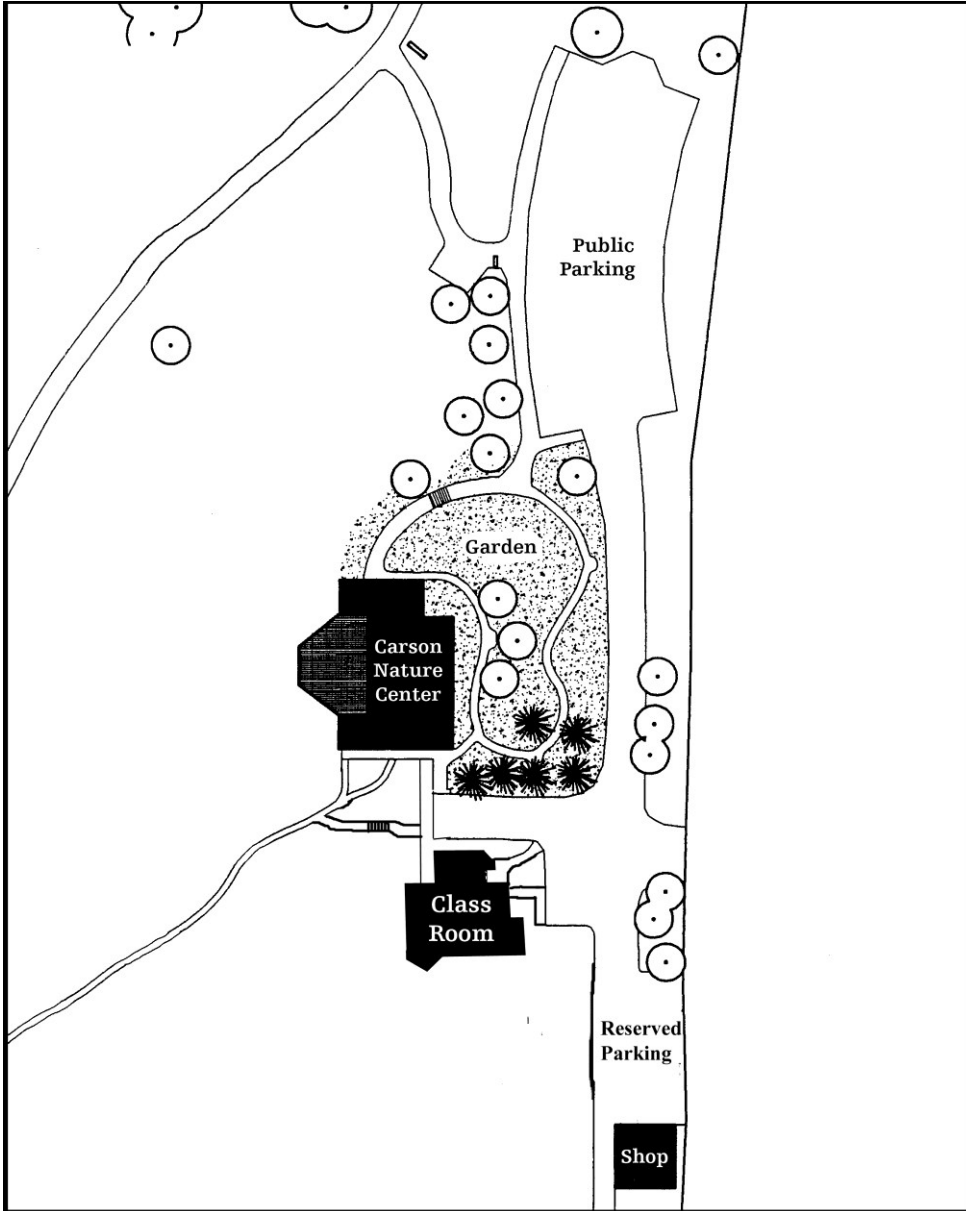 Public
Parking
Garden
Carson
Nature
Center
Class
Room
Reserved
Parking
Shop